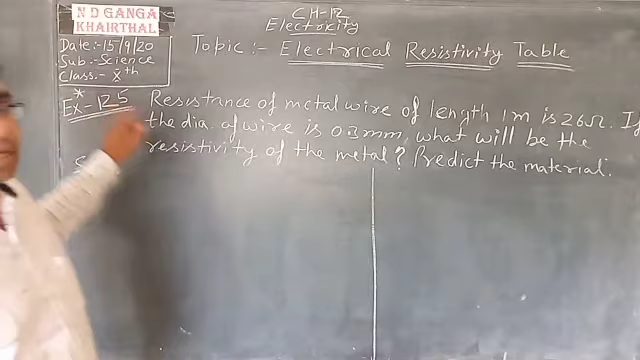 CH-12
Electricity
N D GANGA
KHAIRTHAL
Date:-15/9/20
Sub:-Science
Class:- Xth
Topic:- Electrical Resistivity Table
Ex*-12.5 Resistance of metal wire of length 1m is 26Ω. If
the dia. of wire is 0.3mm, what will be the
resistivity of the metal? Predict the material.
S